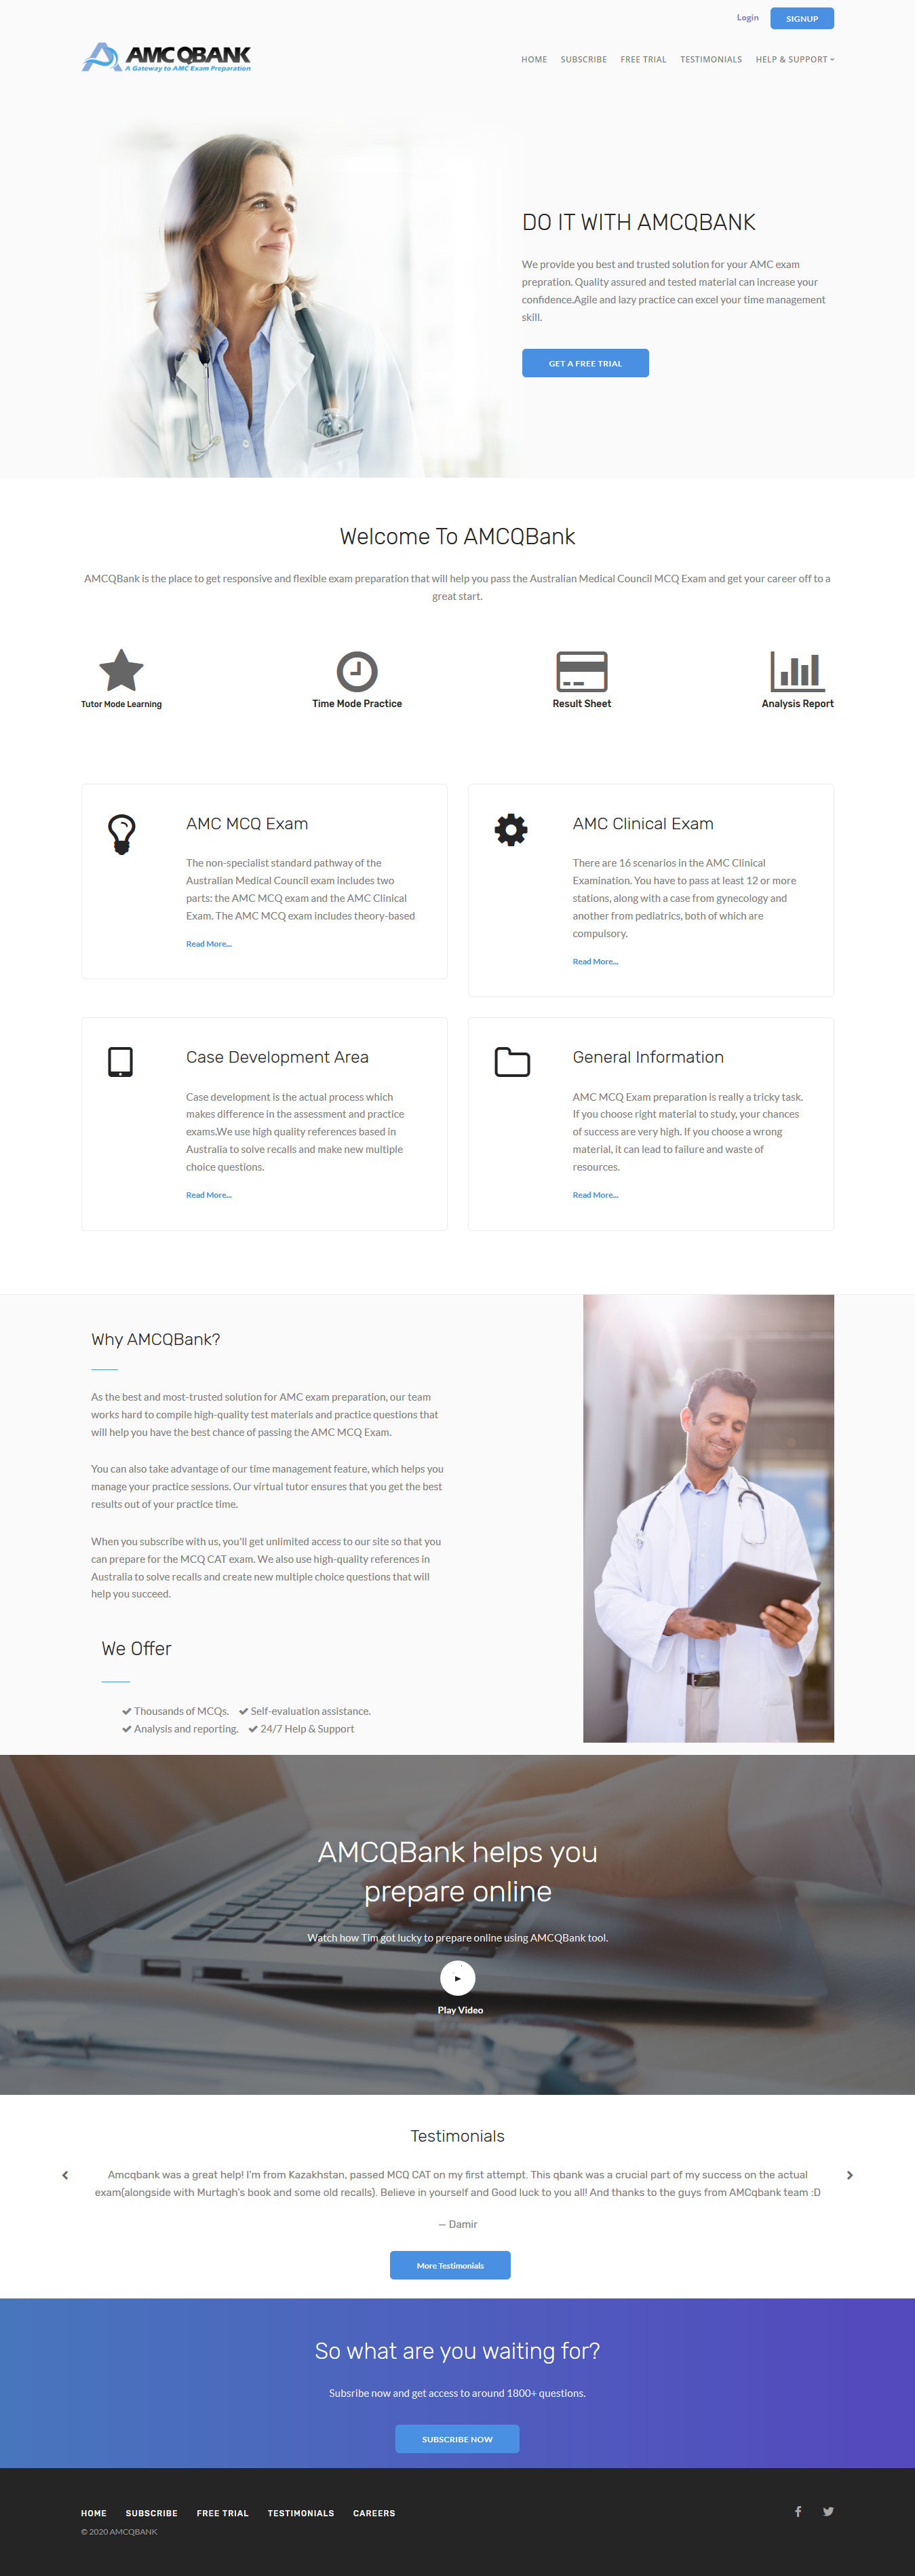 Login SIGNUP
AMCQBANK
A Gateway to AMC Exam Preparation
HOME SUBSCRIBE FREE TRIAL TESTIMONIALS HELP & SUPPORT
DO IT WITH AMCQBANK
We provide you best and trusted solution for your AMC exam
prepration. Quality assured and tested material can increase your
confidence.Agile and lazy practice can excel your time management
skill.
GET A FREE TRIAL
Welcome To AMCQBank
AMCQBank is the place to get responsive and flexible exam preparation that will help you pass the Australian Medical Council MCQ Exam and get your career off to a
great start.
Tutor Mode Learning
Time Mode Practice
Result Sheet
Analysis Report
AMC MCQ Exam
The non-specialist standard pathway of the
Australian Medical Council exam includes two
parts: the AMC MCQ exam and the AMC Clinical
Exam. The AMC MCQ exam includes theory-based
Read More...
AMC Clinical Exam
There are 16 scenarios in the AMC Clinical
Examination. You have to pass at least 12 or more
stations, along with a case from gynecology and
another from pediatrics, both of which are
compulsory.
Read More...
Case Development Area
Case development is the actual process which
makes difference in the assessment and practice
exams.We use high quality references based in
Australia to solve recalls and make new multiple
choice questions.
Read More...
General Information
AMC MCQ Exam preparation is really a tricky task.
If you choose right material to study, your chances
of success are very high. If you choose a wrong
material, it can lead to failure and waste of
resources.
Read More...
Why AMCQBank?
As the best and most-trusted solution for AMC exam preparation, our team
works hard to compile high-quality test materials and practice questions that
will help you have the best chance of passing the AMC MCQ Exam.
You can also take advantage of our time management feature, which helps you
manage your practice sessions. Our virtual tutor ensures that you get the best
results out of your practice time.
When you subscribe with us, you'll get unlimited access to our site so that you
can prepare for the MCQ CAT exam. We also use high-quality references in
Australia to solve recalls and create new multiple choice questions that will
help you succeed.
We Offer
Thousands of MCQs. Self-evaluation assistance.
Analysis and reporting. 24/7 Help & Support
AMCQBank helps you
prepare online
Watch how Tim got lucky to prepare online using AMCQBank tool.
Play Video
Testimonials
Amcqbank was a great help! I'm from Kazakhstan, passed MCQ CAT on my first attempt. This qbank was a crucial part of my success on the actual
exam(alongside with Murtagh's book and some old recalls). Believe in yourself and Good luck to you all! And thanks to the guys from AMCqbank team :D
— Damir
More Testimonials
So what are you waiting for?
Subsribe now and get access to around 1800+ questions.
SUBSCRIBE NOW
HOME SUBSCRIBE FREE TRIAL TESTIMONIALS CAREERS
© 2020 AMCQBANK